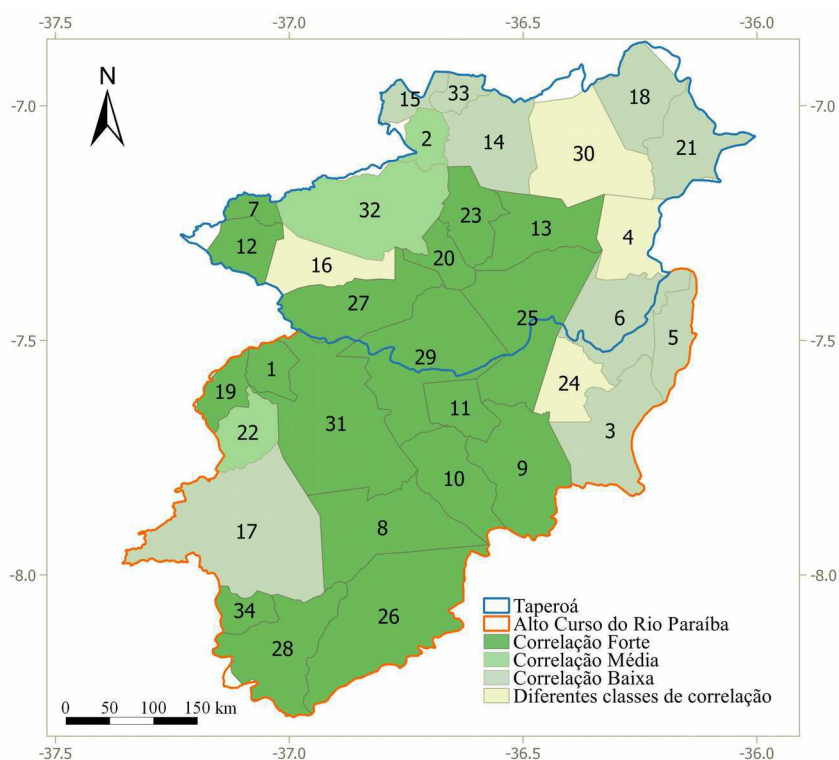 -37.5 -37.0 -36.5 -36.0
N
-7.0 -7.0
15 33 18
2 14 30 21
7 32 23 13 4
12 16 20
27 25 6 5
29
1 19 24
11 3
31 22
10 9
17 8
-7.5 -7.5
-8.0 -8.0
34 26
28
Taperoá
Alto Curso do Rio Paraíba
Correlação Forte
Correlação Média
Correlação Baixa
Diferentes classes de correlação
0 50 100 150 km
-37.5 -37.0 -36.5 -36.0